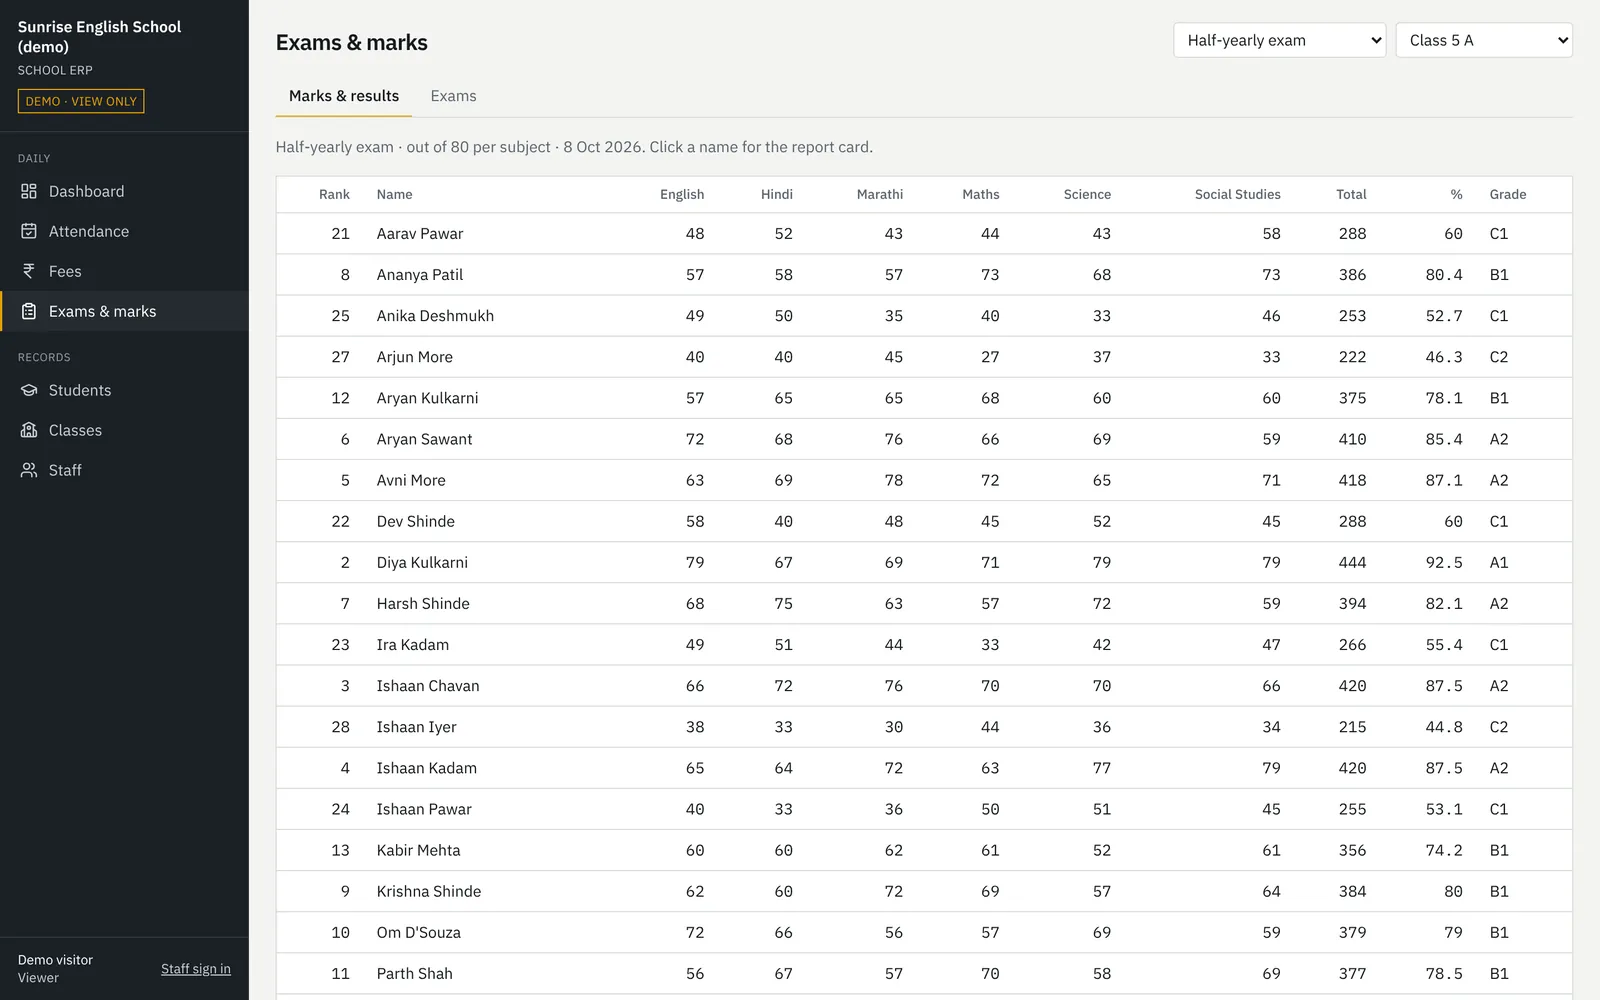 Sunrise English School
(demo)
SCHOOL ERP
DEMO · VIEW ONLY
DAILY
Dashboard
Attendance
Fees
Exams & marks
RECORDS
Students
Classes
Staff
Demo visitor
Viewer
Staff sign in
Exams & marks
Half-yearly exam
Class 5 A
Marks & results Exams
Half-yearly exam · out of 80 per subject · 8 Oct 2026. Click a name for the report card.
Rank Name English Hindi Marathi Maths Science Social Studies Total % Grade
21 Aarav Pawar 48 52 43 44 43 58 288 60 C1
8 Ananya Patil 57 58 57 73 68 73 386 80.4 B1
25 Anika Deshmukh 49 50 35 40 33 46 253 52.7 C1
27 Arjun More 40 40 45 27 37 33 222 46.3 C2
12 Aryan Kulkarni 57 65 65 68 60 60 375 78.1 B1
6 Aryan Sawant 72 68 76 66 69 59 410 85.4 A2
5 Avni More 63 69 78 72 65 71 418 87.1 A2
22 Dev Shinde 58 40 48 45 52 45 288 60 C1
2 Diya Kulkarni 79 67 69 71 79 79 444 92.5 A1
7 Harsh Shinde 68 75 63 57 72 59 394 82.1 A2
23 Ira Kadam 49 51 44 33 42 47 266 55.4 C1
3 Ishaan Chavan 66 72 76 70 70 66 420 87.5 A2
28 Ishaan Iyer 38 33 30 44 36 34 215 44.8 C2
4 Ishaan Kadam 65 64 72 63 77 79 420 87.5 A2
24 Ishaan Pawar 40 33 36 50 51 45 255 53.1 C1
13 Kabir Mehta 60 60 62 61 52 61 356 74.2 B1
9 Krishna Shinde 62 60 72 69 57 64 384 80 B1
10 Om D'Souza 72 66 56 57 69 59 379 79 B1
11 Parth Shah 56 67 57 70 58 69 377 78.5 B1